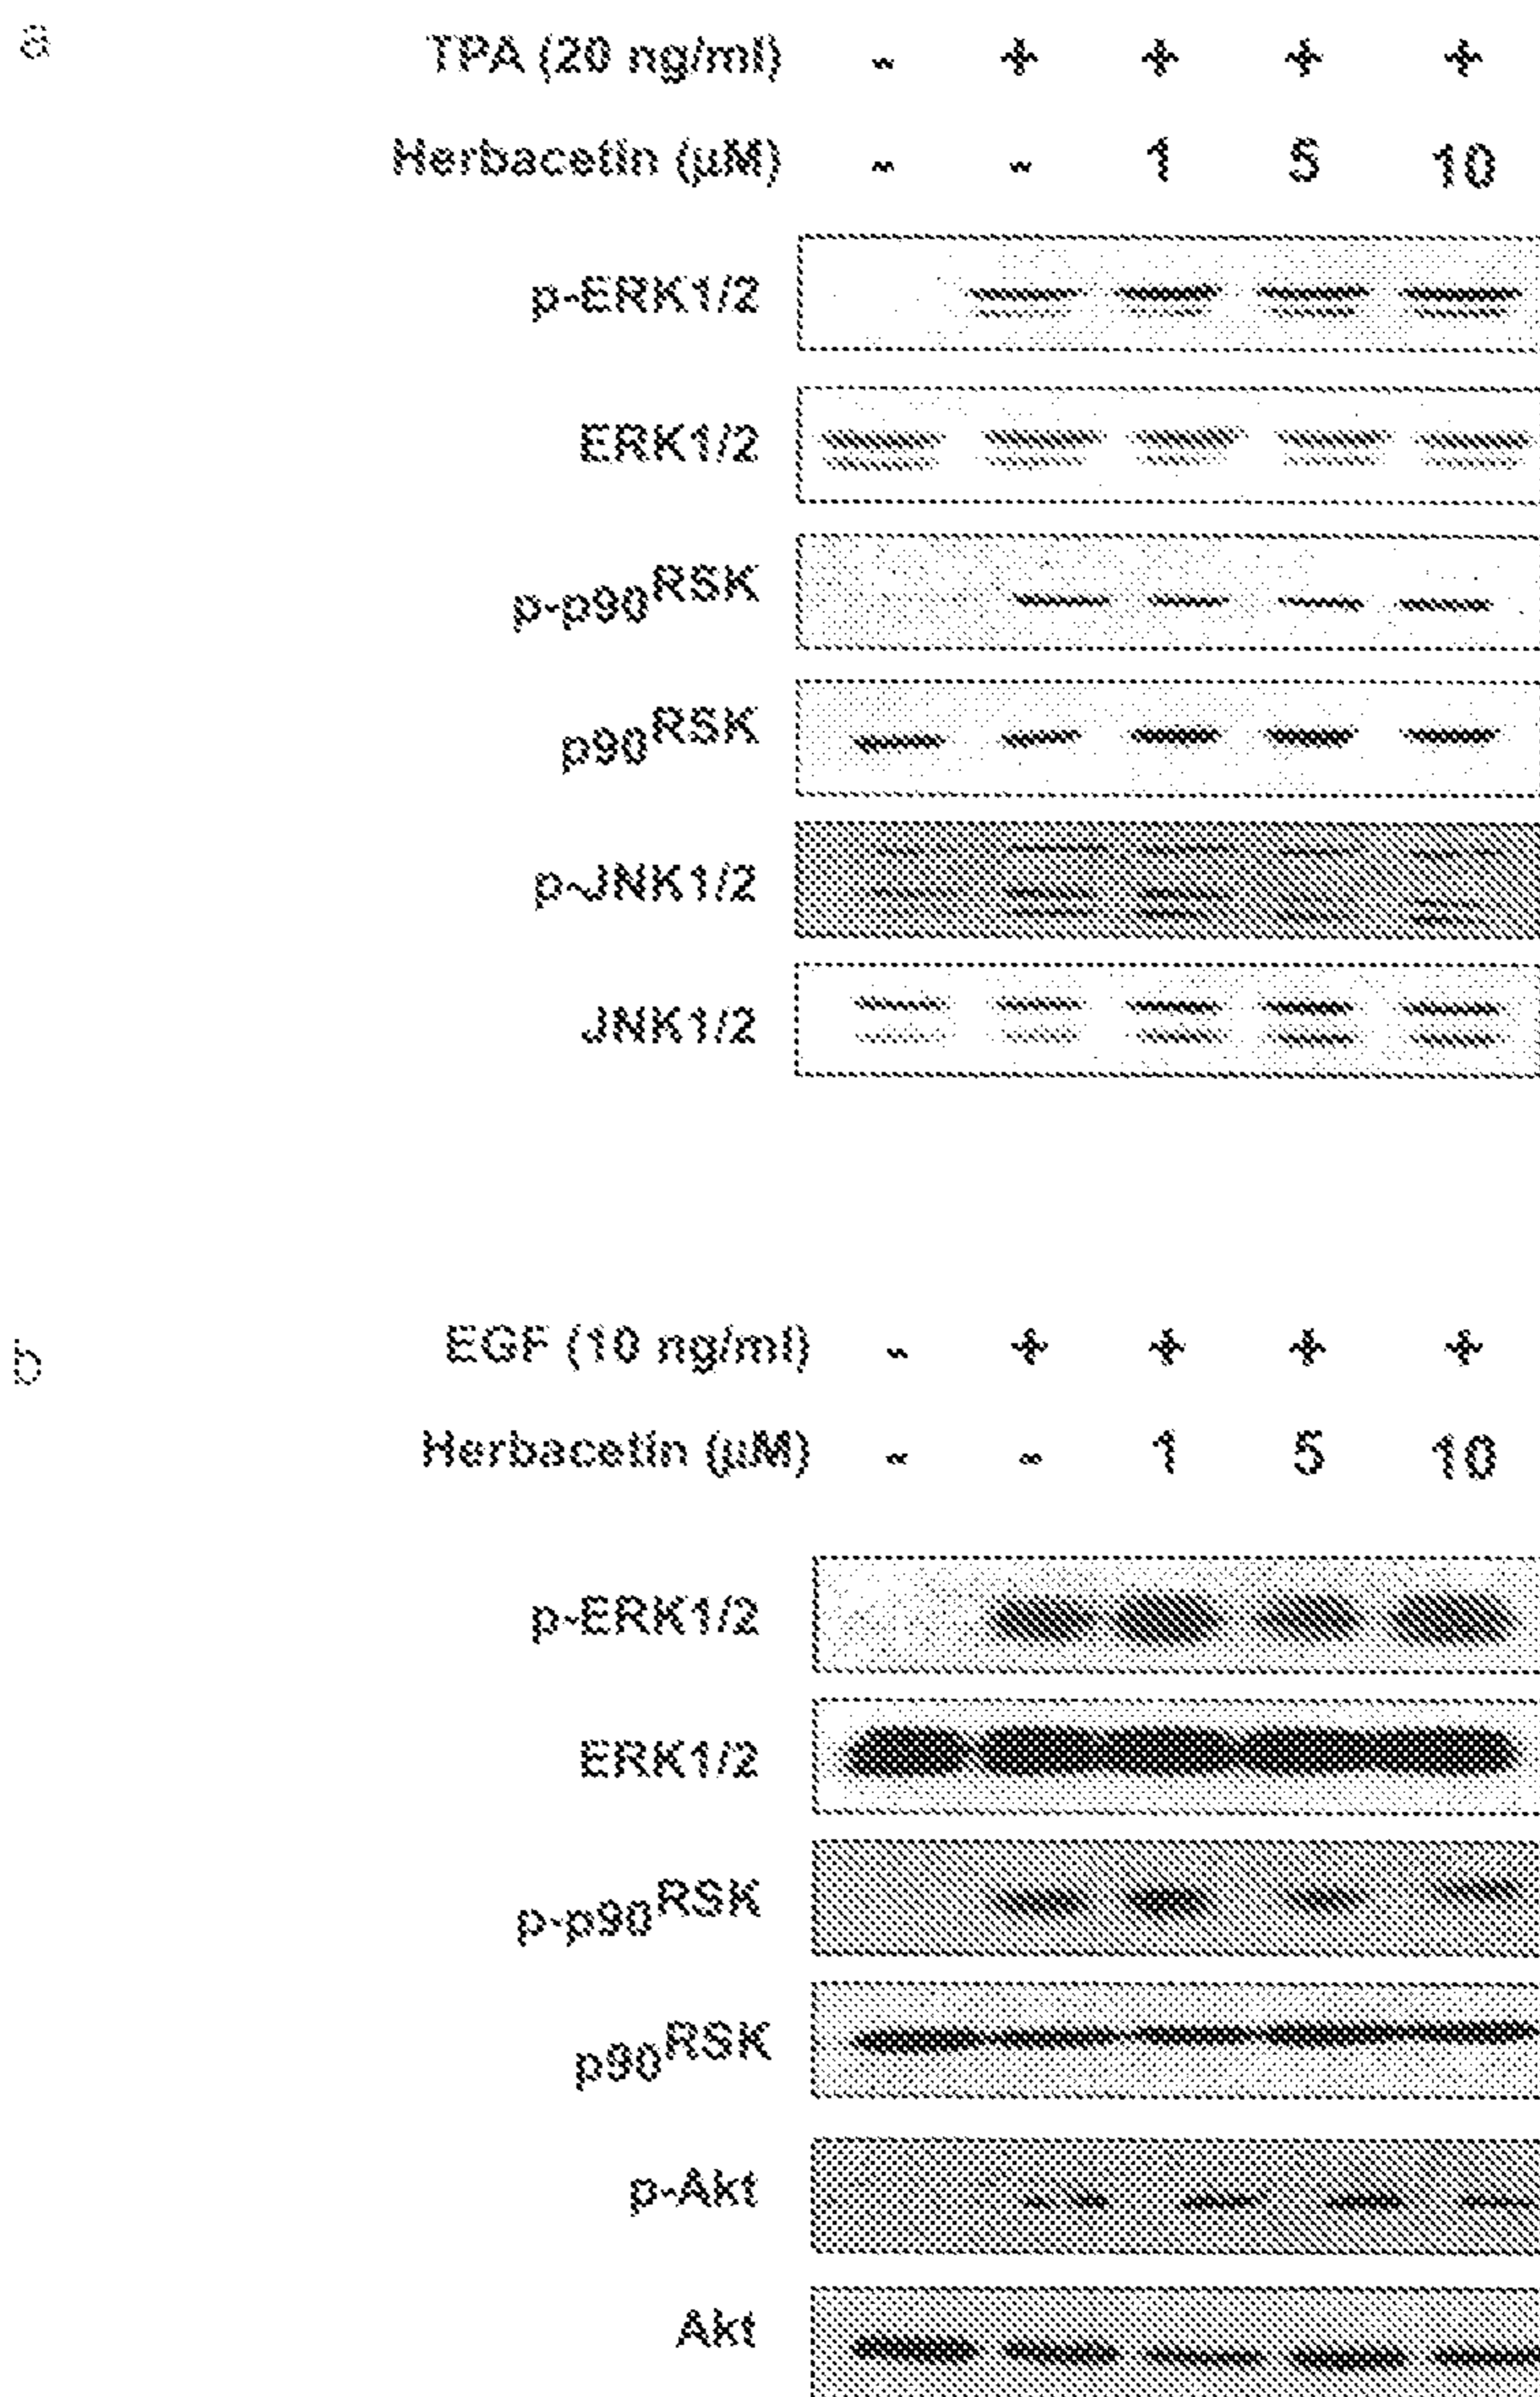 a
TPA (20 ng/ml) - + + + +
Herbacetin (μM) - - 1 5 10
p-ERK1/2
ERK1/2
p-p90RSK
p90RSK
p-JNK1/2
JNK1/2
b
EGF (10 ng/ml) - + + + +
Herbacetin (μM) - - 1 5 10
p-ERK1/2
ERK1/2
p-p90RSK
p90RSK
p-Akt
Akt